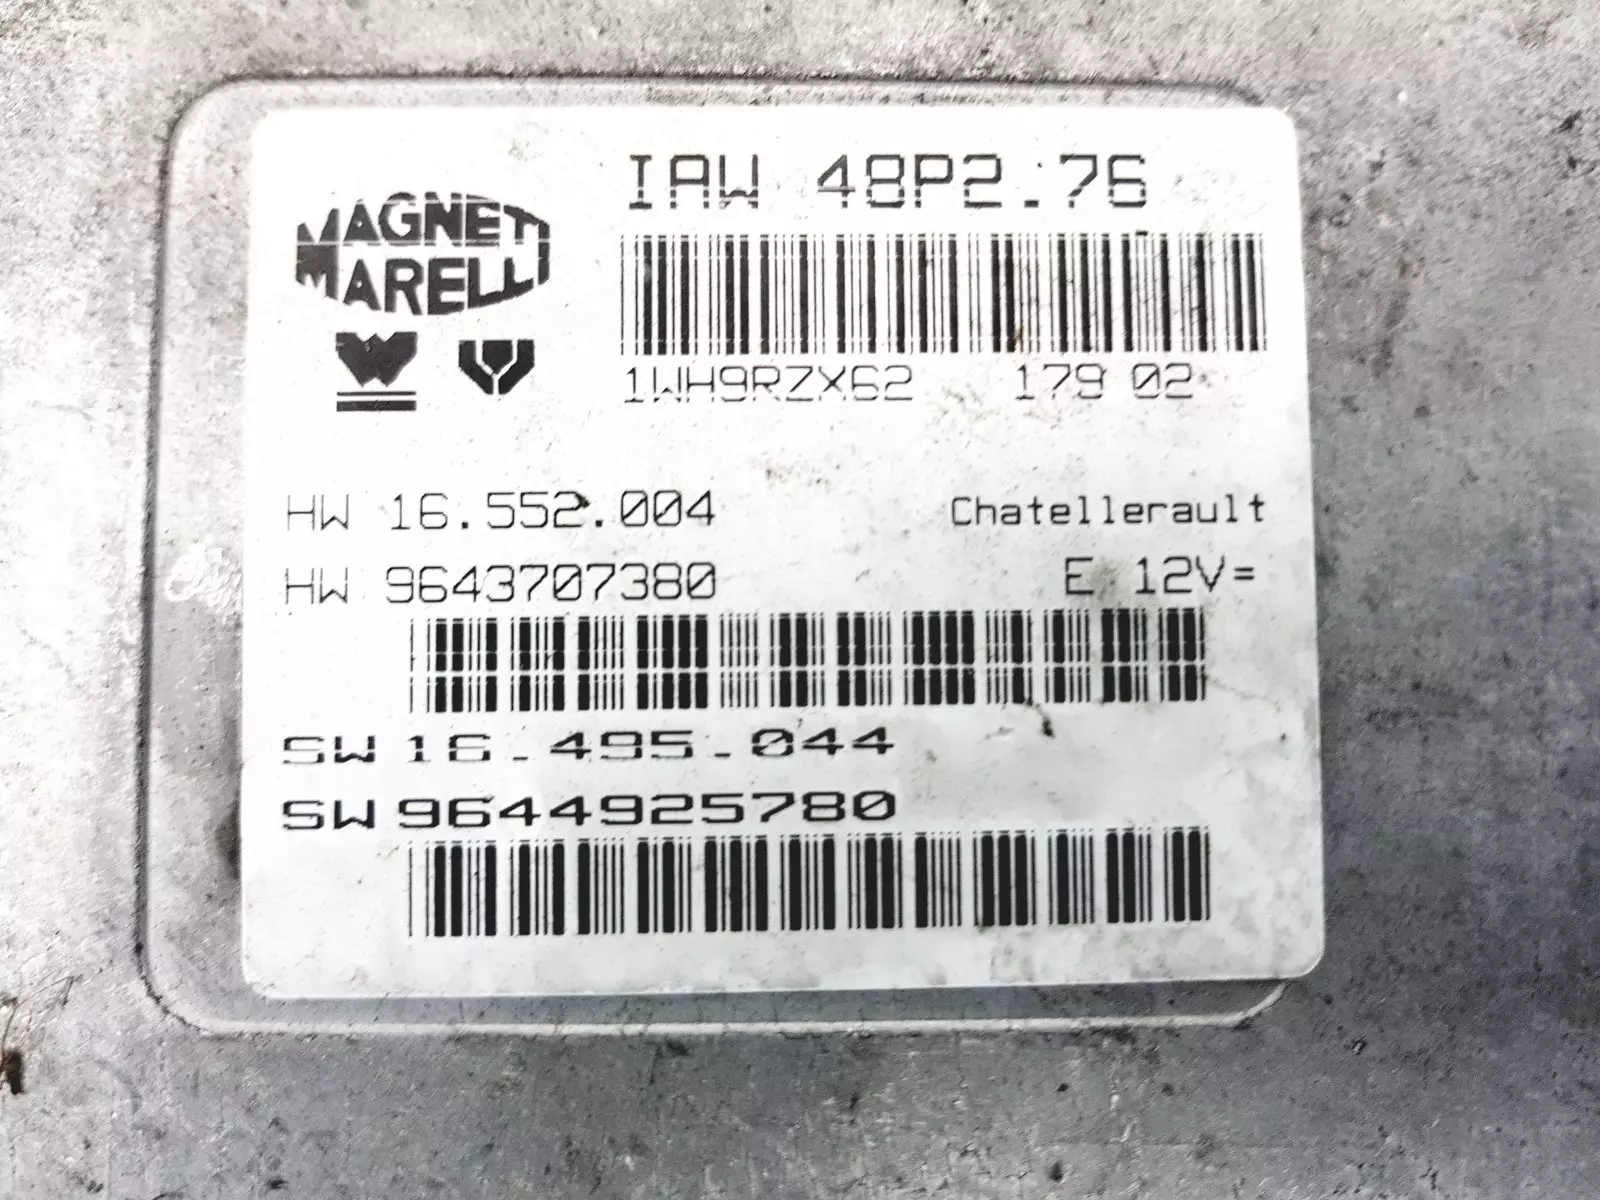 IAW 48P2.76
MAGNETI
MARELLI
1WH9RZX62 179 02
HW 16.552.004 Chatellerault
HW 9643707380 E 12V=
SW 16.495.044
SW 9644925780